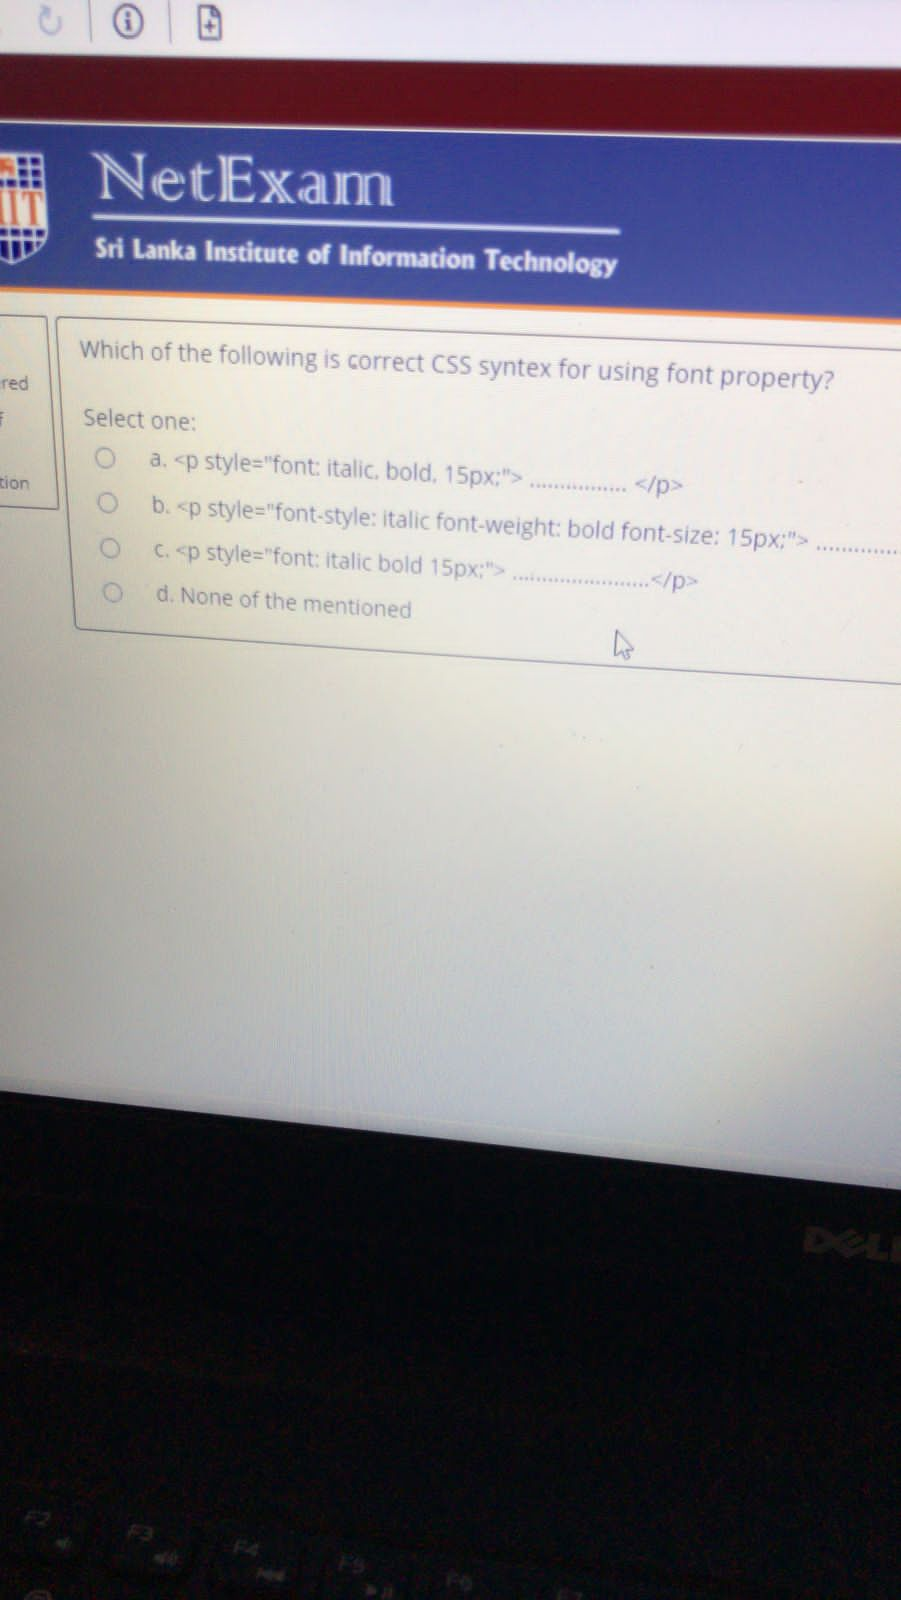 IIT
NetExam
Sri Lanka Institute of Information Technology
red
f
tion
Which of the following is correct CSS syntex for using font property?
Select one:
a. <p style="font: italic, bold, 15px;"> ................ </p>
b. <p style="font-style: italic font-weight: bold font-size: 15px;"> .............
c. <p style="font: italic bold 15px;"> .......................</p>
d. None of the mentioned
DELL
F2
F3
F4
F5
F6
F7